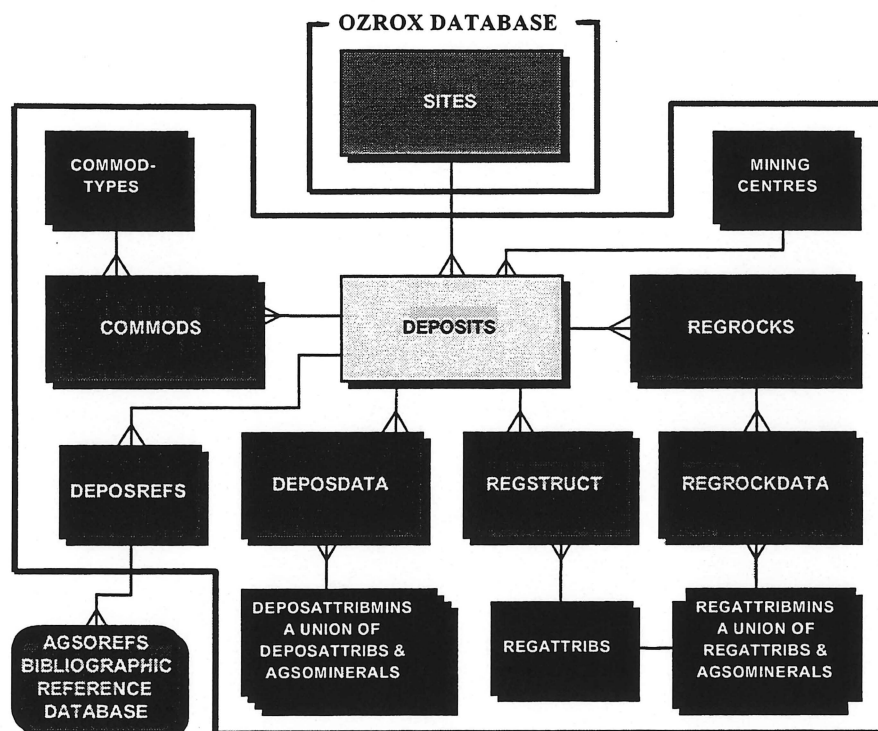 OZROX DATABASE
SITES
COMMOD-
TYPES
MINING
CENTRES
COMMODS
DEPOSITS
REGROCKS
DEPOSREFS
DEPOSDATA
REGSTRUCT
REGROCKDATA
AGSOREFS
BIBLIOGRAPHIC
REFERENCE
DATABASE
DEPOSATTRIBMINS
A UNION OF
DEPOSATTRIBS &
AGSOMINERALS
REGATTRIBS
REGATTRIBMINS
A UNION OF
REGATTRIBS &
AGSOMINERALS